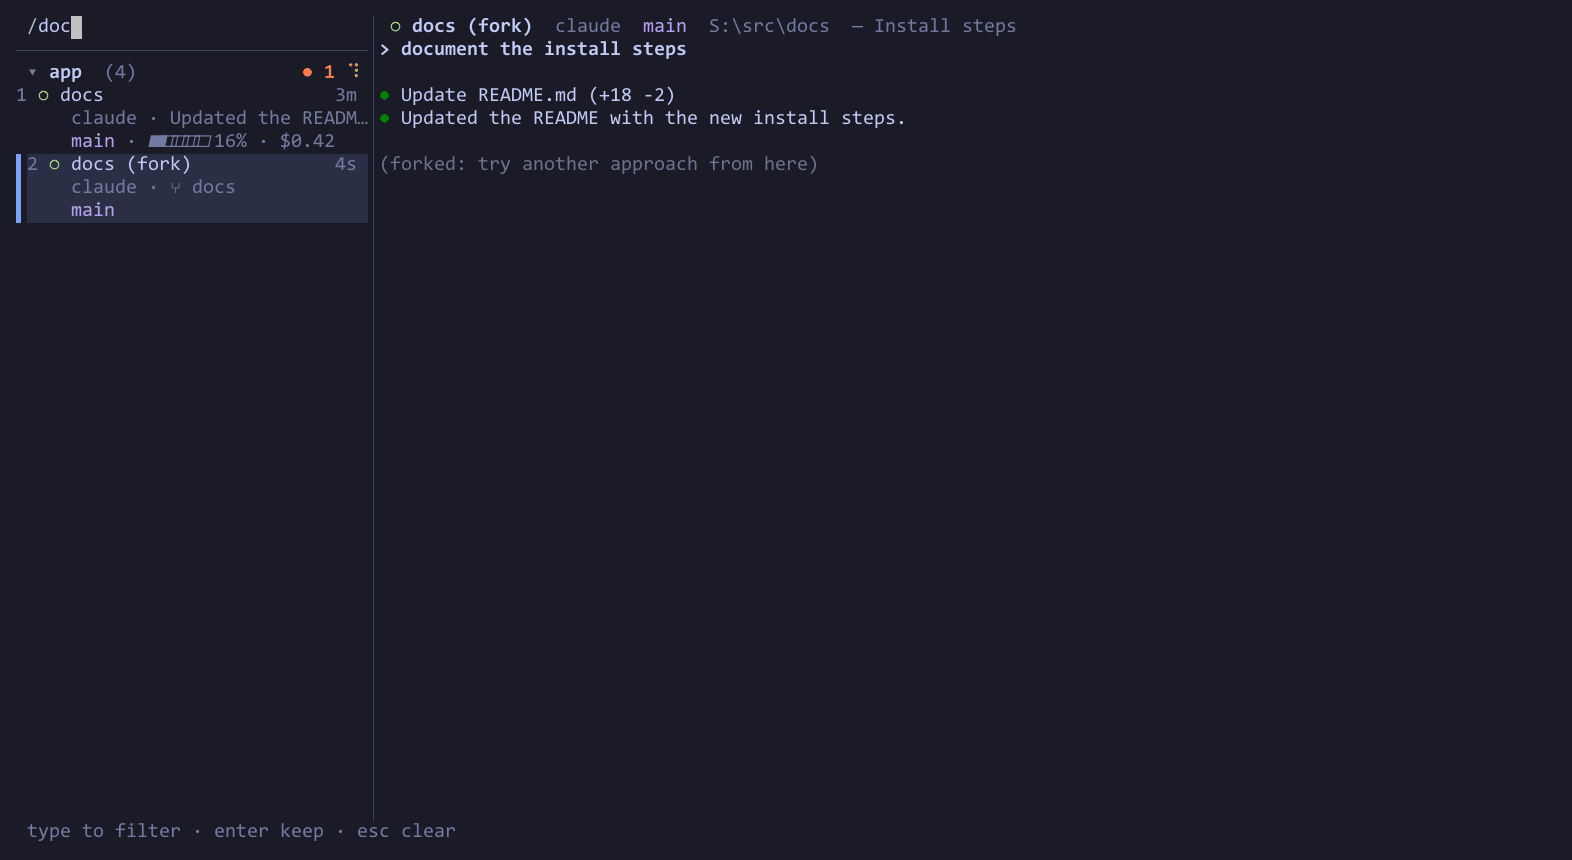 /doc
▾ app (4) ● 1 ⠹
1 ○ docs 3m
claude · Updated the READM…
main · 16% · $0.42
2 ○ docs (fork) 4s
claude · ⑂ docs
main
○ docs (fork) claude main S:\src\docs — Install steps
> document the install steps
● Update README.md (+18 -2)
● Updated the README with the new install steps.
(forked: try another approach from here)
type to filter · enter keep · esc clear